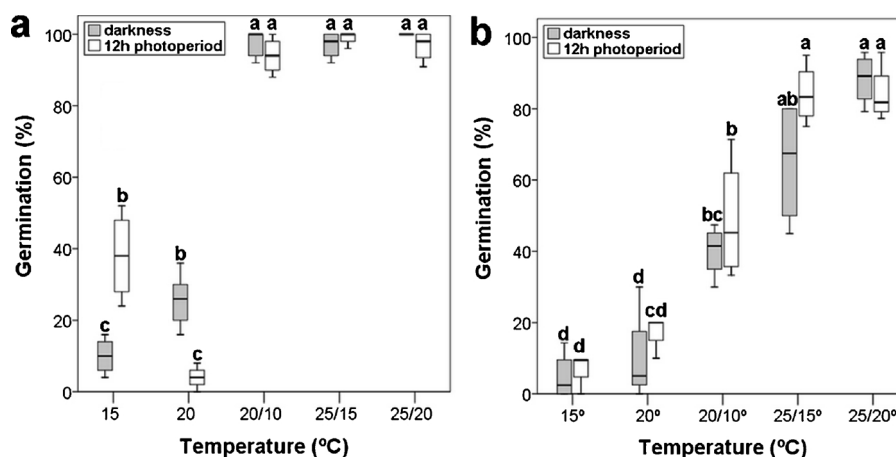 a
darkness
12h photoperiod
Germination (%)
100
80
60
40
20
0
c
b
b
c
a a
a a
a a
15
20
20/10
25/15
25/20
Temperature (ºC)
b
darkness
12h photoperiod
Germination (%)
100
80
60
40
20
0
d
d
d
cd
bc
b
ab
a
a a
15º
20º
20/10º
25/15º
25/20º
Temperature (ºC)